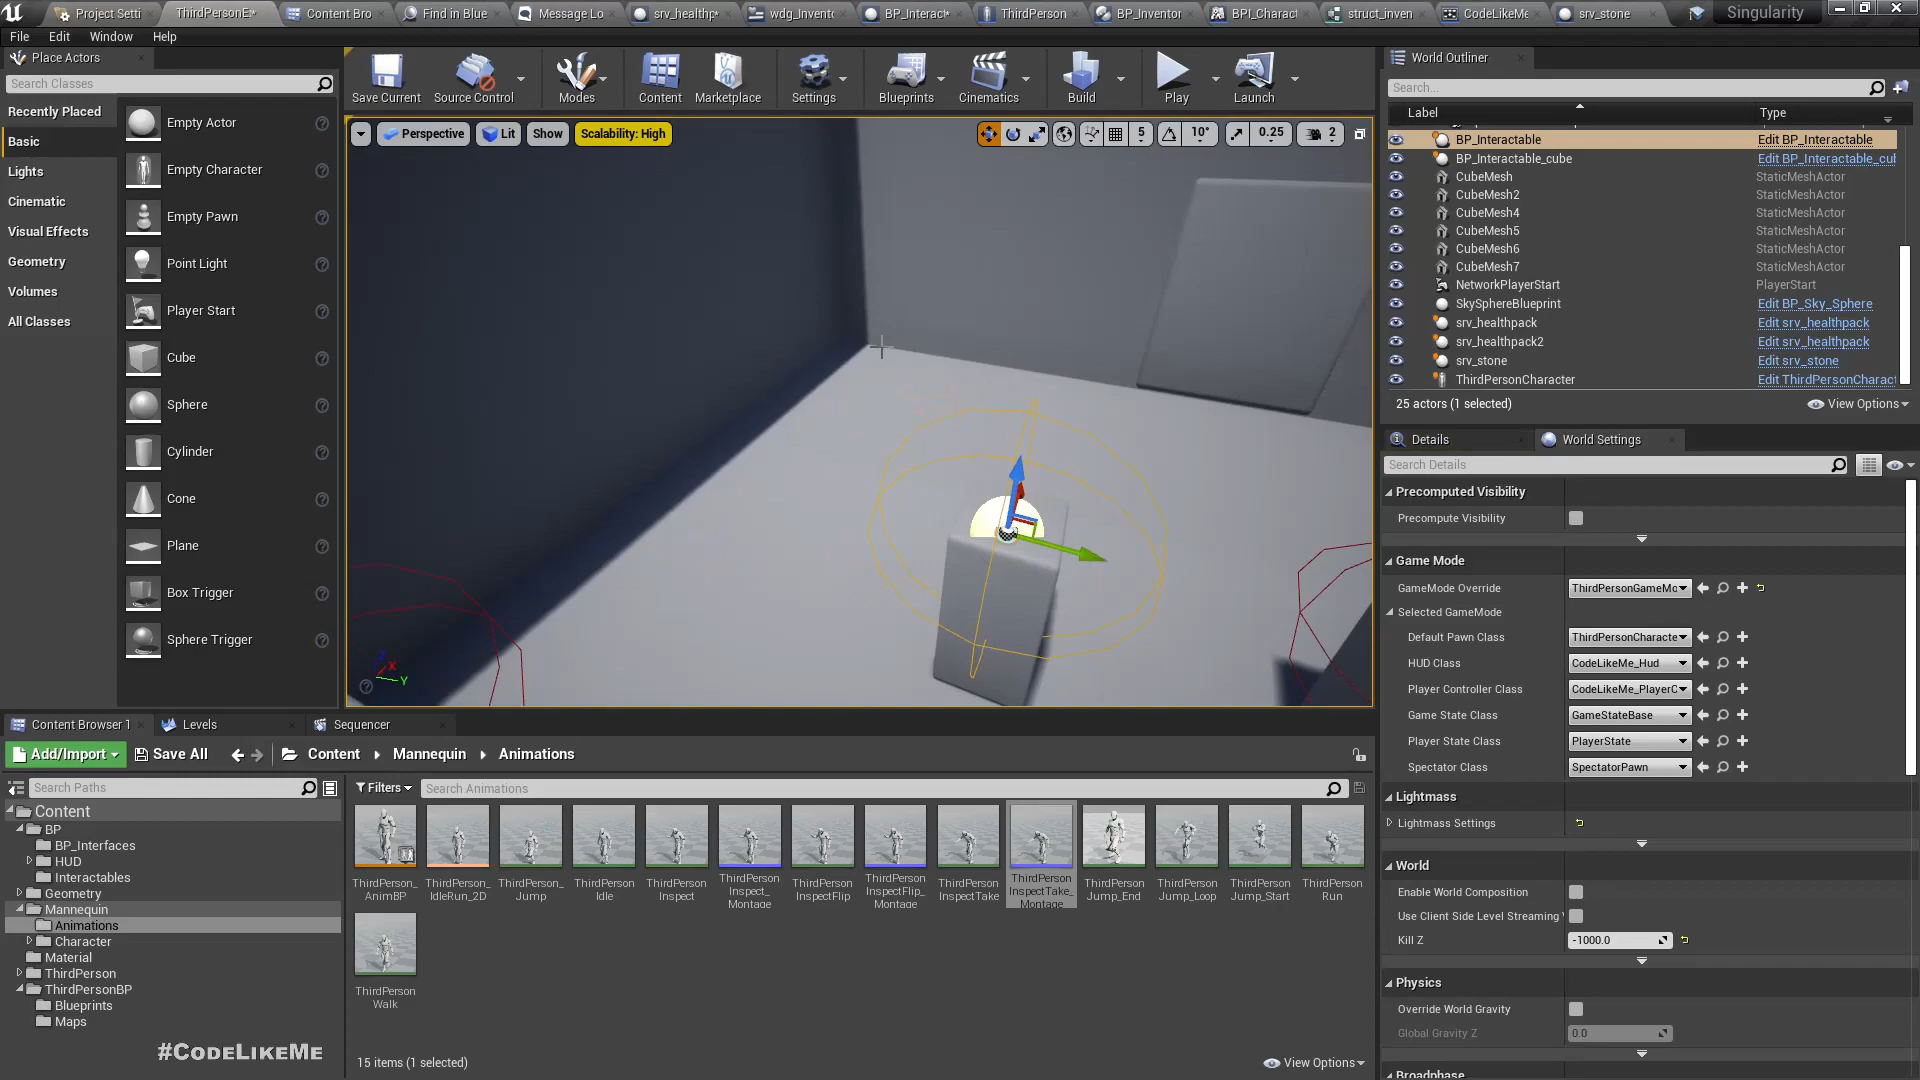 Project Setti
ThirdPersonE*
Content Bro
Find in Blue
Message Lo
srv_healthp*
wdg_Invent
BP_Interact*
ThirdPerson
BP_Inventor
BPI_Charact
struct_inven
CodeLikeMe
srv_stone
Singularity
File
Edit
Window
Help
Place Actors
Search Classes
Recently Placed
Basic
Lights
Cinematic
Visual Effects
Geometry
Volumes
All Classes
Empty Actor
Empty Character
Empty Pawn
Point Light
Player Start
Cube
Sphere
Cylinder
Cone
Plane
Box Trigger
Sphere Trigger
Save Current
Source Control
Modes
Content
Marketplace
Settings
Blueprints
Cinematics
Build
Play
Launch
Perspective
Lit
Show
Scalability: High
5
10°
0.25
2
X
Y
World Outliner
Search...
Label
Type
BP_Interactable
Edit BP_Interactable
BP_Interactable_cube
Edit BP_Interactable_cul
CubeMesh
StaticMeshActor
CubeMesh2
StaticMeshActor
CubeMesh4
StaticMeshActor
CubeMesh5
StaticMeshActor
CubeMesh6
StaticMeshActor
CubeMesh7
StaticMeshActor
NetworkPlayerStart
PlayerStart
SkySphereBlueprint
Edit BP_Sky_Sphere
srv_healthpack
Edit srv_healthpack
srv_healthpack2
Edit srv_healthpack
srv_stone
Edit srv_stone
ThirdPersonCharacter
Edit ThirdPersonCharact
25 actors (1 selected)
View Options
Details
World Settings
Search Details
Precomputed Visibility
Precompute Visibility
Game Mode
GameMode Override
ThirdPersonGameMo
Selected GameMode
Default Pawn Class
ThirdPersonCharacte
HUD Class
CodeLikeMe_Hud
Player Controller Class
CodeLikeMe_PlayerC
Game State Class
GameStateBase
Player State Class
PlayerState
Spectator Class
SpectatorPawn
Lightmass
Lightmass Settings
World
Enable World Composition
Use Client Side Level Streaming
Kill Z
-1000.0
Physics
Override World Gravity
Global Gravity Z
0.0
Broadphase
Content Browser 1
Levels
Sequencer
Add/Import
Save All
Content
Mannequin
Animations
Search Paths
Filters
Search Animations
Content
BP
BP_Interfaces
HUD
Interactables
Geometry
Mannequin
Animations
Character
Material
ThirdPerson
ThirdPersonBP
Blueprints
Maps
ThirdPerson_
AnimBP
ThirdPerson_
IdleRun_2D
ThirdPerson_
Jump
ThirdPerson
Idle
ThirdPerson
Inspect
ThirdPerson
Inspect_
Montage
ThirdPerson
InspectFlip
ThirdPerson
InspectFlip_
Montage
ThirdPerson
InspectTake
ThirdPerson
InspectTake_
Montage
ThirdPerson
Jump_End
ThirdPerson
Jump_Loop
ThirdPerson
Jump_Start
ThirdPerson
Run
ThirdPerson
Walk
#CODELIKEME
15 items (1 selected)
View Options